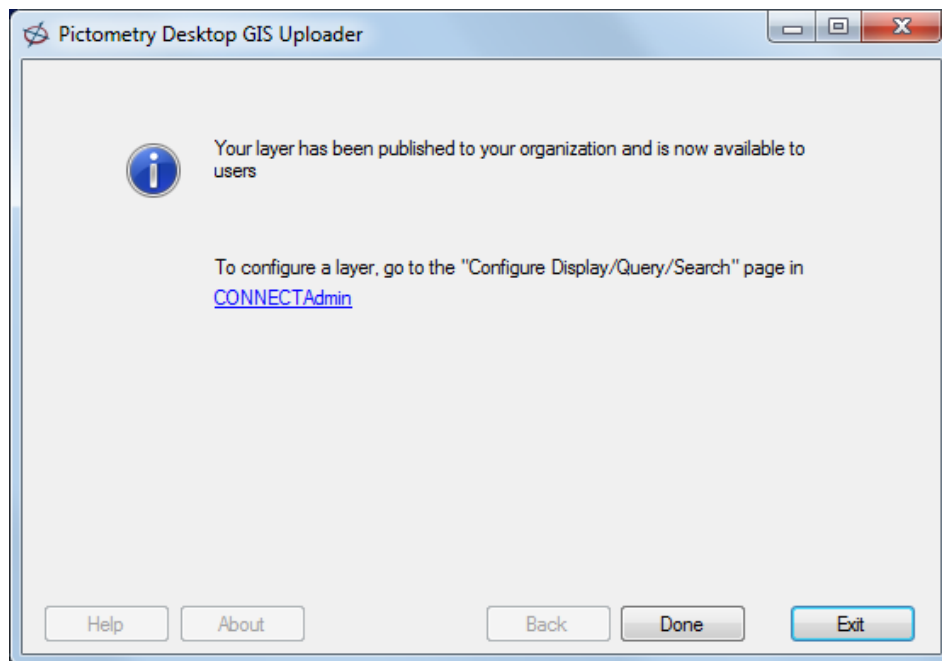 Pictometry Desktop GIS Uploader
Your layer has been published to your organization and is now available to
users
To configure a layer, go to the "Configure Display/Query/Search" page in
CONNECTAdmin
Help About Back Done Exit